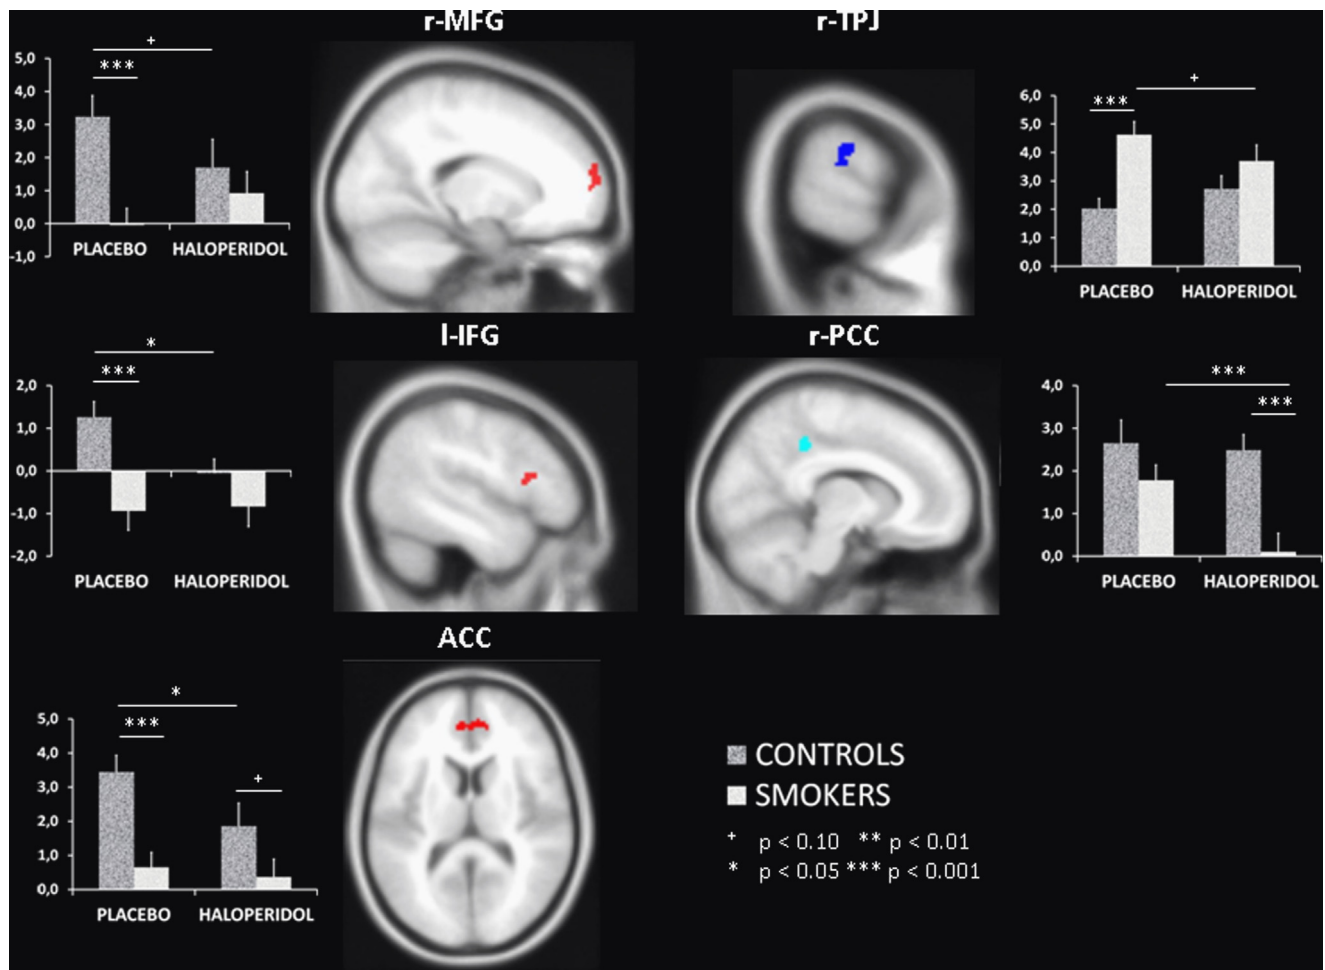 r-MFG
+
***
5,0
4,0
3,0
2,0
1,0
0,0
-1,0
PLACEBO HALOPERIDOL
r-TPJ
+
***
6,0
5,0
4,0
3,0
2,0
1,0
0,0
PLACEBO HALOPERIDOL
l-IFG
*
***
2,0
1,0
0,0
-1,0
-2,0
PLACEBO HALOPERIDOL
r-PCC
***
***
4,0
3,0
2,0
1,0
0,0
PLACEBO HALOPERIDOL
ACC
*
***
+
5,0
4,0
3,0
2,0
1,0
0,0
PLACEBO HALOPERIDOL
CONTROLS
SMOKERS
+ p < 0.10 ** p < 0.01
* p < 0.05 *** p < 0.001